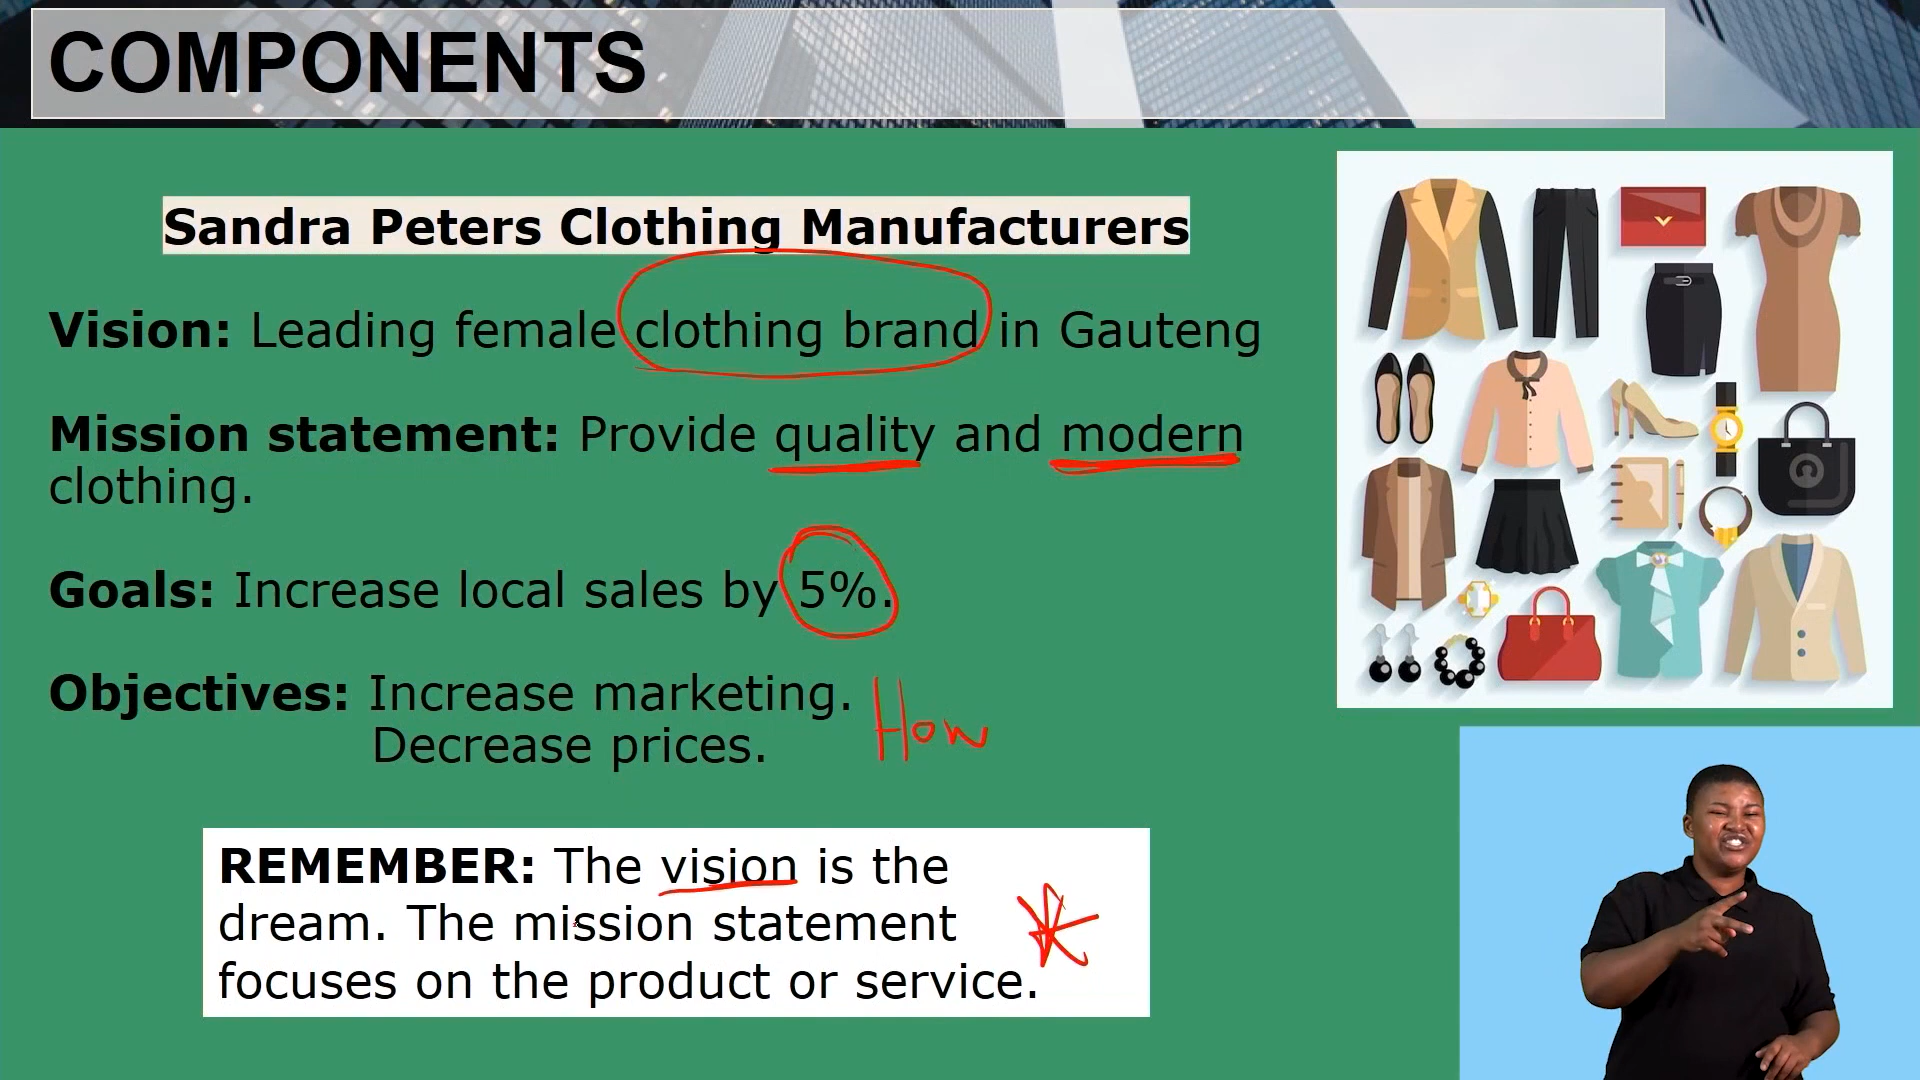 COMPONENTS
Sandra Peters Clothing Manufacturers
Vision: Leading female clothing brand in Gauteng
Mission statement: Provide quality and modern
clothing.
Goals: Increase local sales by 5%.
Objectives: Increase marketing.
Decrease prices.
How
REMEMBER: The vision is the
dream. The mission statement
focuses on the product or service.